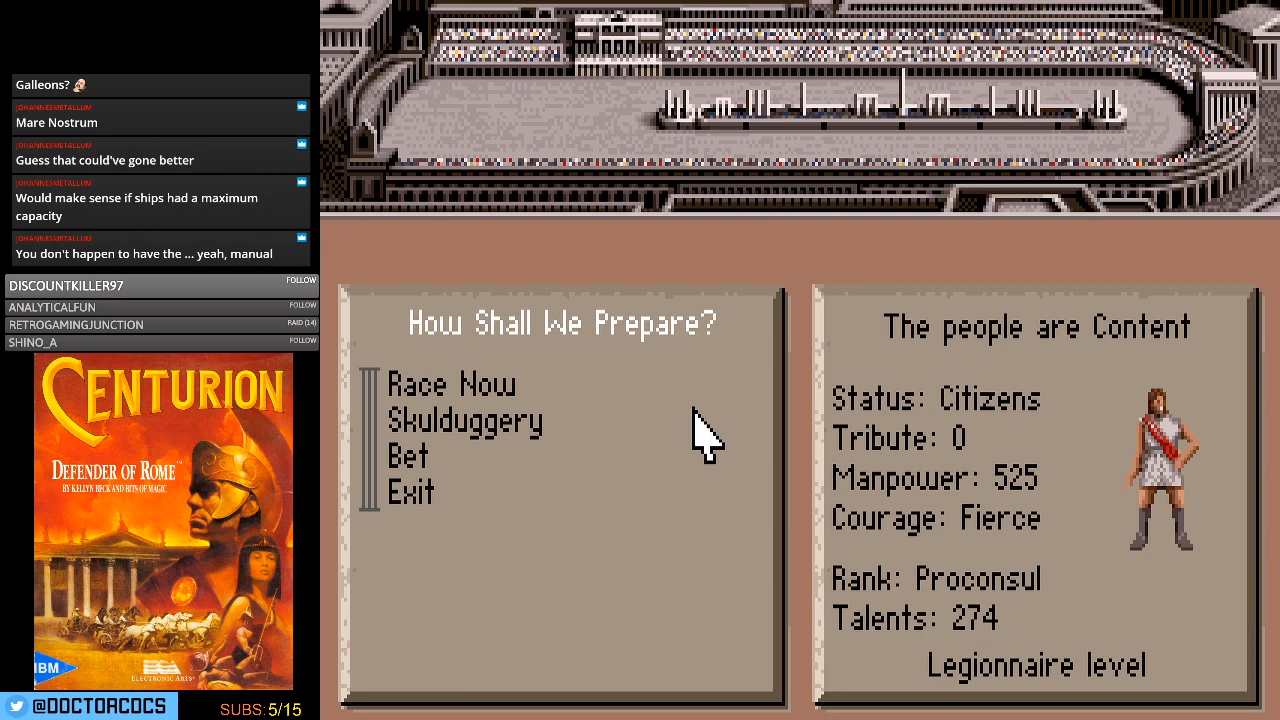 Galleons?
JOHANNESMETALLUM
Mare Nostrum
JOHANNESMETALLUM
Guess that could've gone better
JOHANNESMETALLUM
Would make sense if ships had a maximum
capacity
JOHANNESMETALLUM
You don't happen to have the ... yeah, manual
DISCOUNTKILLER97 FOLLOW
ANALYTICALFUN FOLLOW
RETROGAMINGJUNCTION RAID (14)
SHINO_A FOLLOW
CENTURION
DEFENDER OF ROME™
BY KELLYN BECK AND BITS OF MAGIC
IBM
ELECTRONIC ARTS
@DOCTORCOCS
SUBS: 5/15
How Shall We Prepare?
Race Now
Skulduggery
Bet
Exit
The people are Content
Status: Citizens
Tribute: 0
Manpower: 525
Courage: Fierce
Rank: Proconsul
Talents: 274
Legionnaire level